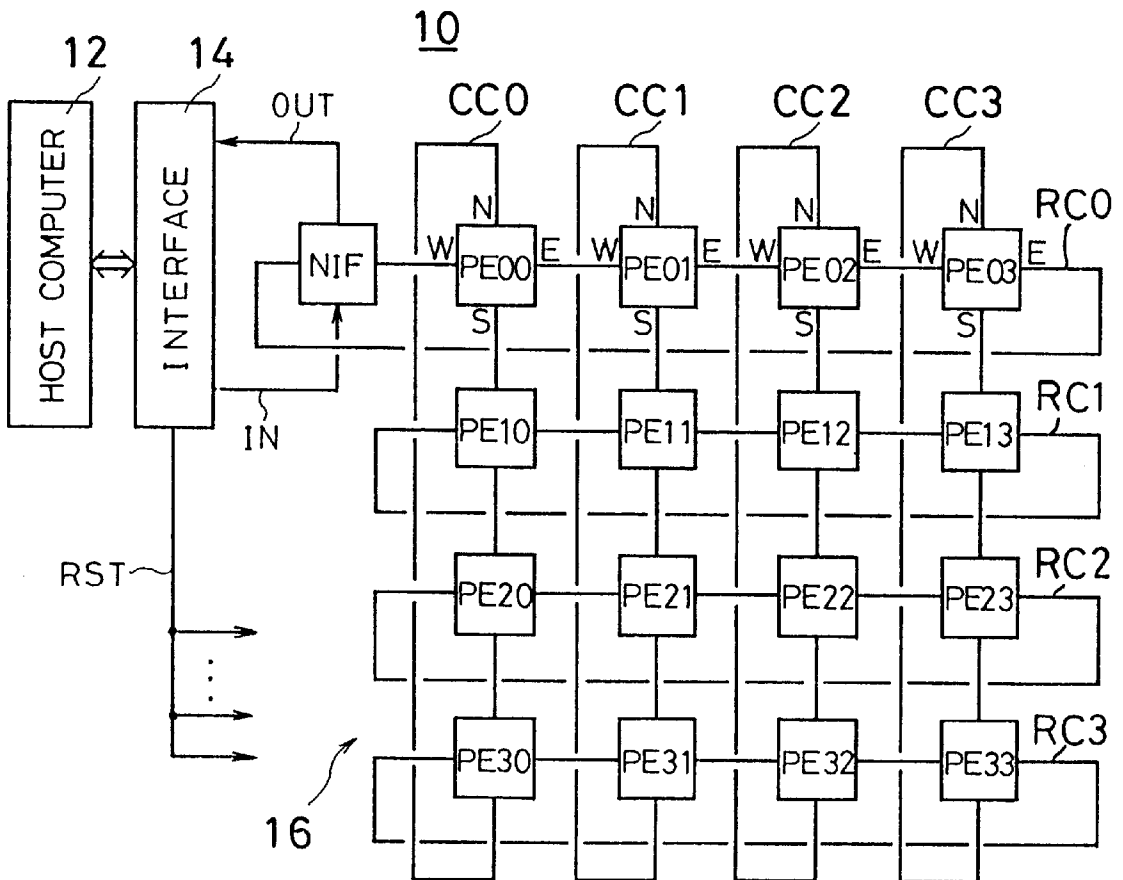 10
12
14
HOST COMPUTER
INTERFACE
OUT
IN
NIF
CC0
CC1
CC2
CC3
N
N
N
N
W PE00 E
W PE01 E
W PE02 E
W PE03 E
RC0
S
S
S
S
PE10
PE11
PE12
PE13
RC1
RST
PE20
PE21
PE22
PE23
RC2
PE30
PE31
PE32
PE33
RC3
16